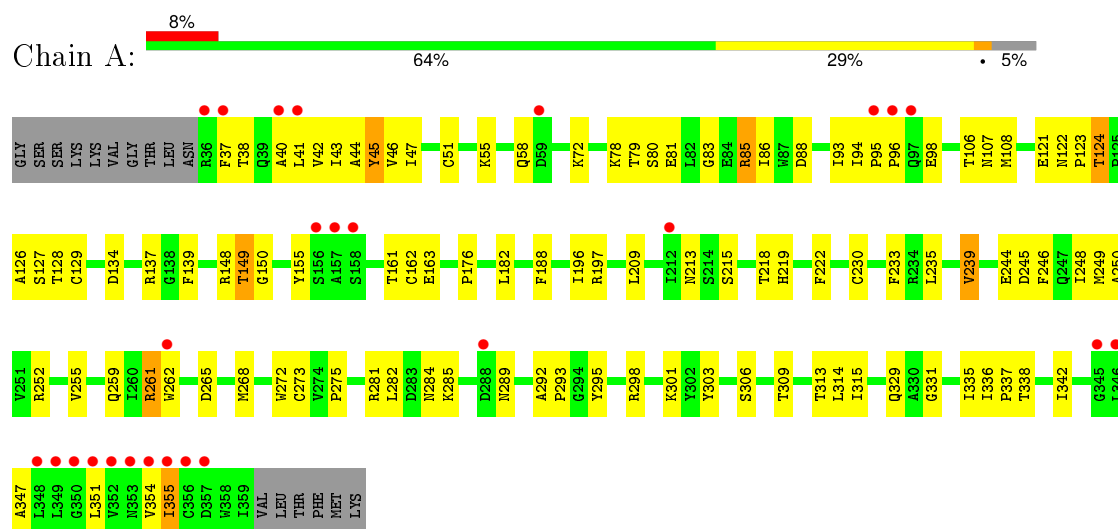 8%
Chain A:
64% 29% • 5%
GLY SER SER LYS LYS VAL GLY THR LEU ASN R36 F37 T38 Q39 A40 L41 V42 I43 A44 Y45 V46 I47 C51 K55 Q58 D59 K72 K78 T79 S80 E81 L82 G83 E84 R85 I86 W87 D88 I93 I94 P95 P96 Q97 E98 T106 N107 M108 E121 N122 P123 T124 P125
A126 S127 T128 C129 D134 R137 G138 F139 R148 T149 G150 Y155 S156 A157 S158 T161 C162 E163 P176 L182 F188 I196 R197 L209 I212 N213 S214 S215 T218 H219 F222 C230 F233 R234 L235 V239 E244 D245 F246 Q247 I248 M249 A250
V251 R252 V255 Q259 I260 R261 W262 D265 M268 W272 C273 V274 P275 R281 L282 D283 N284 K285 D288 N289 A292 P293 G294 Y295 R298 K301 Y302 Y303 S306 T309 T313 L314 I315 Q329 A330 G331 I335 I336 P337 T338 I342 G345 L346
A347 L348 L349 G350 L351 V352 N353 V354 I355 C356 D357 W358 I359 VAL LEU THR PHE MET LYS